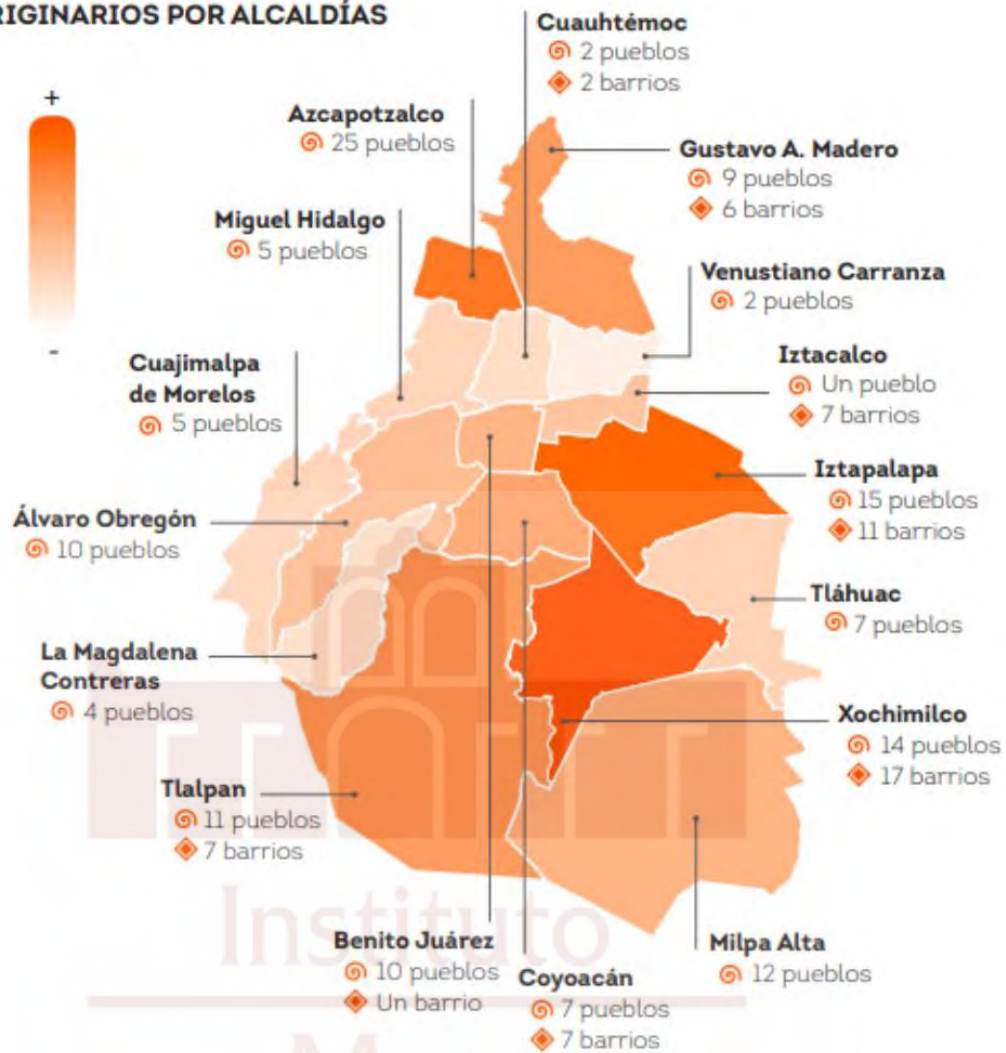 RIGINARIOS POR ALCALDÍAS
+
-
Cuauhtémoc
2 pueblos
2 barrios
Azcapotzalco
25 pueblos
Gustavo A. Madero
9 pueblos
6 barrios
Miguel Hidalgo
5 pueblos
Venustiano Carranza
2 pueblos
Cuajimalpa
de Morelos
5 pueblos
Iztacalco
Un pueblo
7 barrios
Iztapalapa
15 pueblos
11 barrios
Álvaro Obregón
10 pueblos
Tláhuac
7 pueblos
La Magdalena
Contreras
4 pueblos
Xochimilco
14 pueblos
17 barrios
Tlalpan
11 pueblos
7 barrios
Instituto
Benito Juárez
10 pueblos
Un barrio
Coyoacán
7 pueblos
7 barrios
Milpa Alta
12 pueblos